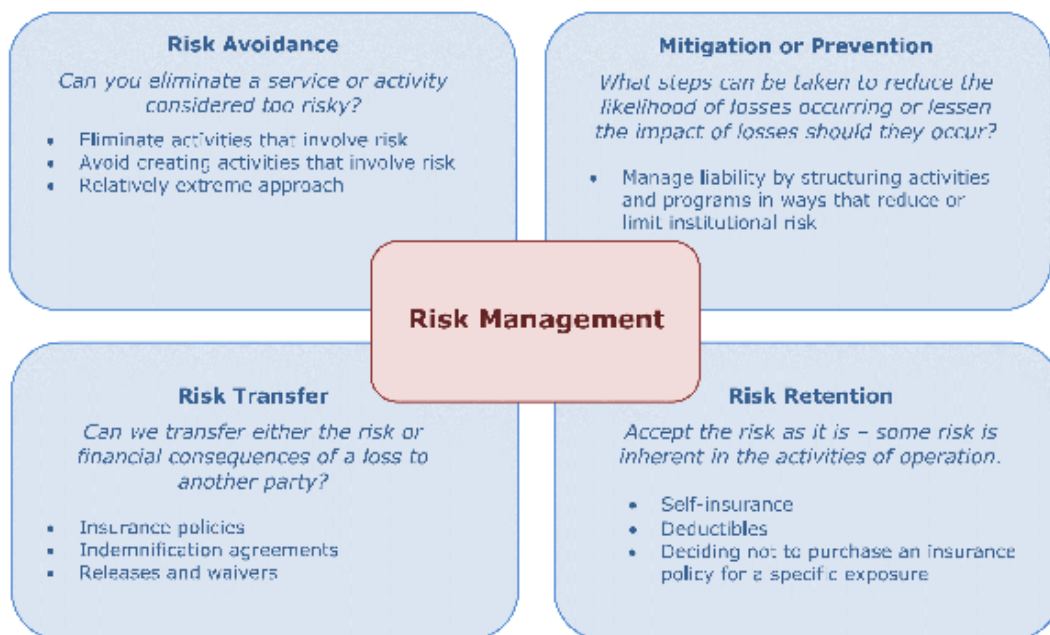 Risk Avoidance
Can you eliminate a service or activity
considered too risky?
• Eliminate activities that involve risk
• Avoid creating activities that involve risk
• Relatively extreme approach
Mitigation or Prevention
What steps can be taken to reduce the
likelihood of losses occurring or lessen
the impact of losses should they occur?
• Manage liability by structuring activities
and programs in ways that reduce or
limit institutional risk
Risk Management
Risk Transfer
Can we transfer either the risk or
financial consequences of a loss to
another party?
• Insurance policies
• Indemnification agreements
• Releases and waivers
Risk Retention
Accept the risk as it is – some risk is
inherent in the activities of operation.
• Self-insurance
• Deductibles
• Deciding not to purchase an insurance
policy for a specific exposure